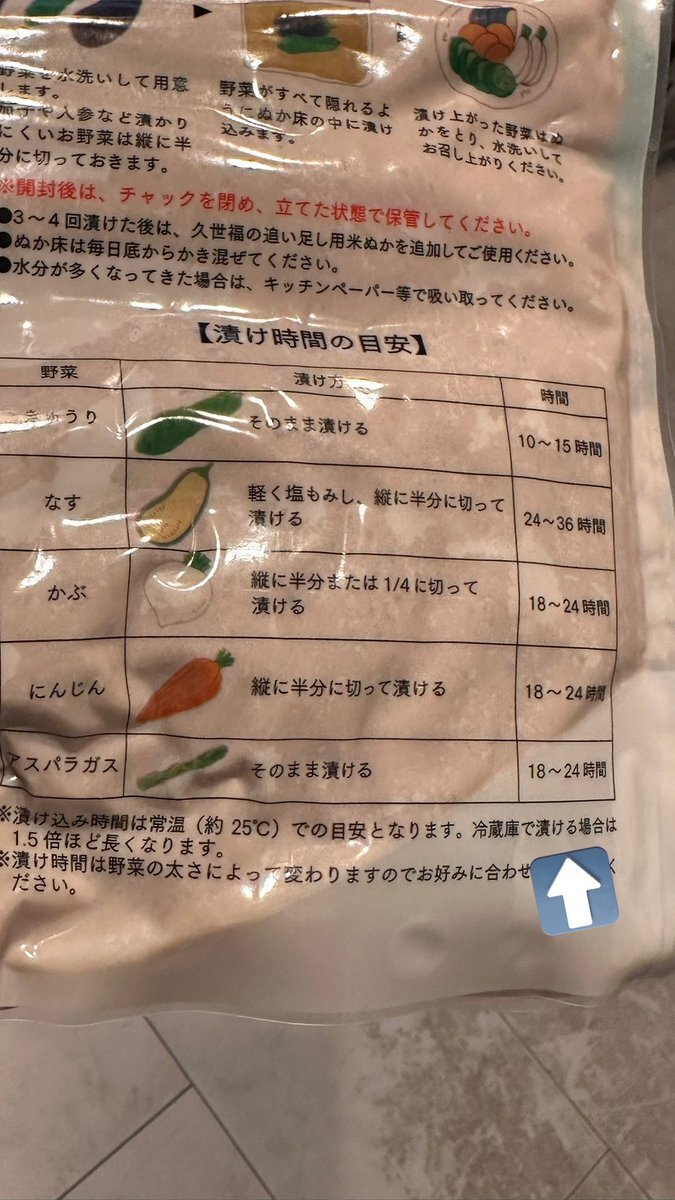 野菜を水洗いして用意
します。
茄子や人参など漬かり
にくいお野菜は縦に半
分に切っておきます。
野菜がすべて隠れるよ
うにぬか床の中に漬け
込みます。
漬け上がった野菜はぬ
かをとり、水洗いして
お召し上がりください。
※開封後は、チャックを閉め、立てた状態で保管してください。
●3〜4回漬けた後は、久世福の追い足し用米ぬかを追加してご使用ください。
●ぬか床は毎日底からかき混ぜてください。
●水分が多くなってきた場合は、キッチンペーパー等で吸い取ってください。
【漬け時間の目安】
野菜 漬け方 時間
きゅうり そのまま漬ける 10〜15時間
なす 軽く塩もみし、縦に半分に切って
漬ける 24〜36時間
かぶ 縦に半分または1/4に切って
漬ける 18〜24時間
にんじん 縦に半分に切って漬ける 18〜24時間
アスパラガス そのまま漬ける 18〜24時間
※漬け込み時間は常温（約 25℃）での目安となります。冷蔵庫で漬ける場合は
1.5倍ほど長くなります。
※漬け時間は野菜の太さによって変わりますのでお好みに合わせ く
ださい。